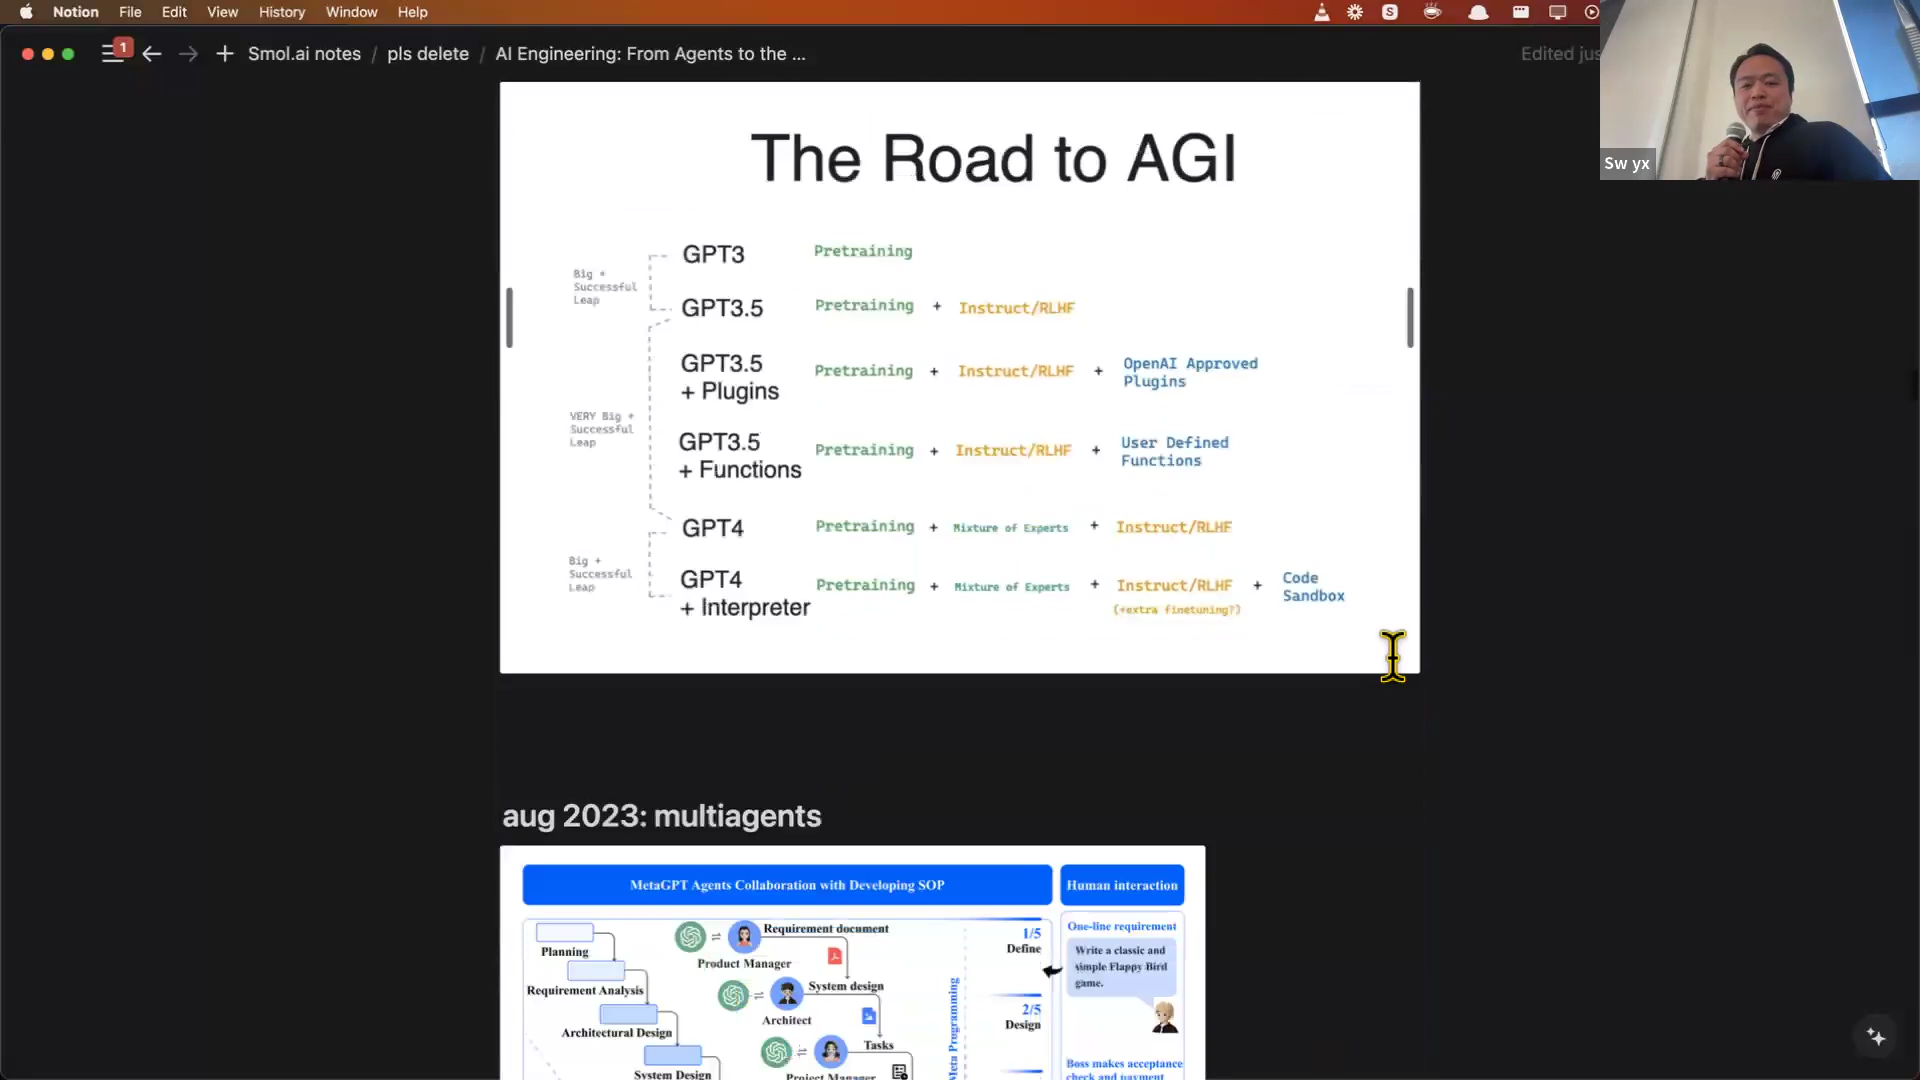 Notion File Edit View History Window Help
1 Smol.ai notes / pls delete / AI Engineering: From Agents to the ...
Edited jus
Sw yx
The Road to AGI
GPT3 Pretraining
Big +
Successful
Leap
GPT3.5 Pretraining + Instruct/RLHF
GPT3.5
+ Plugins
Pretraining + Instruct/RLHF + OpenAI Approved
Plugins
VERY Big +
Successful
Leap
GPT3.5
+ Functions
Pretraining + Instruct/RLHF + User Defined
Functions
GPT4 Pretraining + Mixture of Experts + Instruct/RLHF
Big +
Successful
Leap
GPT4
+ Interpreter
Pretraining + Mixture of Experts + Instruct/RLHF + Code
Sandbox
(+extra finetuning?)
aug 2023: multiagents
MetaGPT Agents Collaboration with Developing SOP
Human interaction
Planning
Requirement Analysis
Architectural Design
System Design
Requirement document
Product Manager
System design
Architect
Tasks
Project Manager
Meta Programming
1/5
Define
2/5
Design
One-line requirement
Write a classic and
simple Flappy Bird
game.
Boss makes acceptance
check and payment